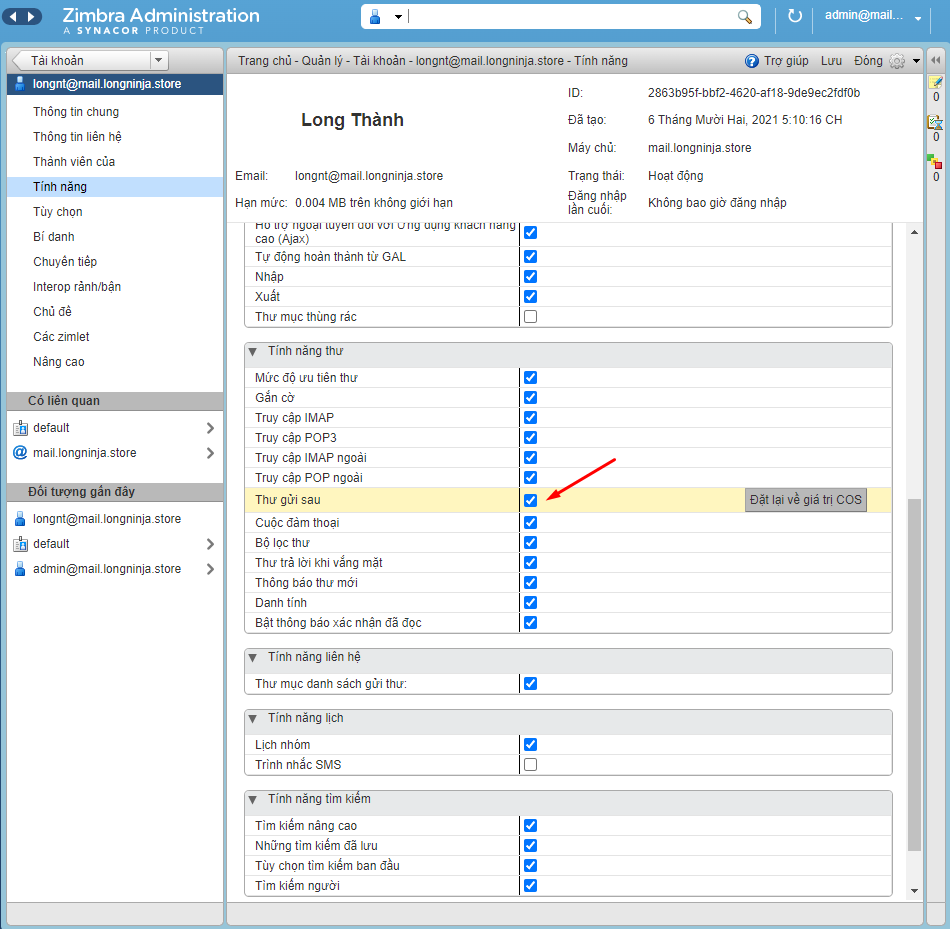 Zimbra Administration
A SYNACOR PRODUCT
admin@mail...
Tài khoản
longnt@mail.longninja.store
Thông tin chung
Thông tin liên hệ
Thành viên của
Tính năng
Tùy chọn
Bí danh
Chuyển tiếp
Interop rảnh/bận
Chủ đề
Các zimlet
Nâng cao
Có liên quan
default
mail.longninja.store
Đối tượng gần đây
longnt@mail.longninja.store
default
admin@mail.longninja.store
Trang chủ - Quản lý - Tài khoản - longnt@mail.longninja.store - Tính năng
Trợ giúp
Lưu
Đóng
Long Thành
ID: 2863b95f-bbf2-4620-af18-9de9ec2fdf0b
Đã tạo: 6 Tháng Mười Hai, 2021 5:10:16 CH
Máy chủ: mail.longninja.store
Email: longnt@mail.longninja.store
Trạng thái: Hoạt động
Hạn mức: 0.004 MB trên không giới hạn
Đăng nhập
lần cuối: Không bao giờ đăng nhập
Hỗ trợ ngoại tuyến đối với Ứng dụng khách nâng
cao (Ajax)
Tự động hoàn thành từ GAL
Nhập
Xuất
Thư mục thùng rác
Tính năng thư
Mức độ ưu tiên thư
Gắn cờ
Truy cập IMAP
Truy cập POP3
Truy cập IMAP ngoài
Truy cập POP ngoài
Thư gửi sau
Đặt lại về giá trị COS
Cuộc đàm thoại
Bộ lọc thư
Thư trả lời khi vắng mặt
Thông báo thư mới
Danh tính
Bật thông báo xác nhận đã đọc
Tính năng liên hệ
Thư mục danh sách gửi thư:
Tính năng lịch
Lịch nhóm
Trình nhắc SMS
Tính năng tìm kiếm
Tìm kiếm nâng cao
Những tìm kiếm đã lưu
Tùy chọn tìm kiếm ban đầu
Tìm kiếm người
0
0
0